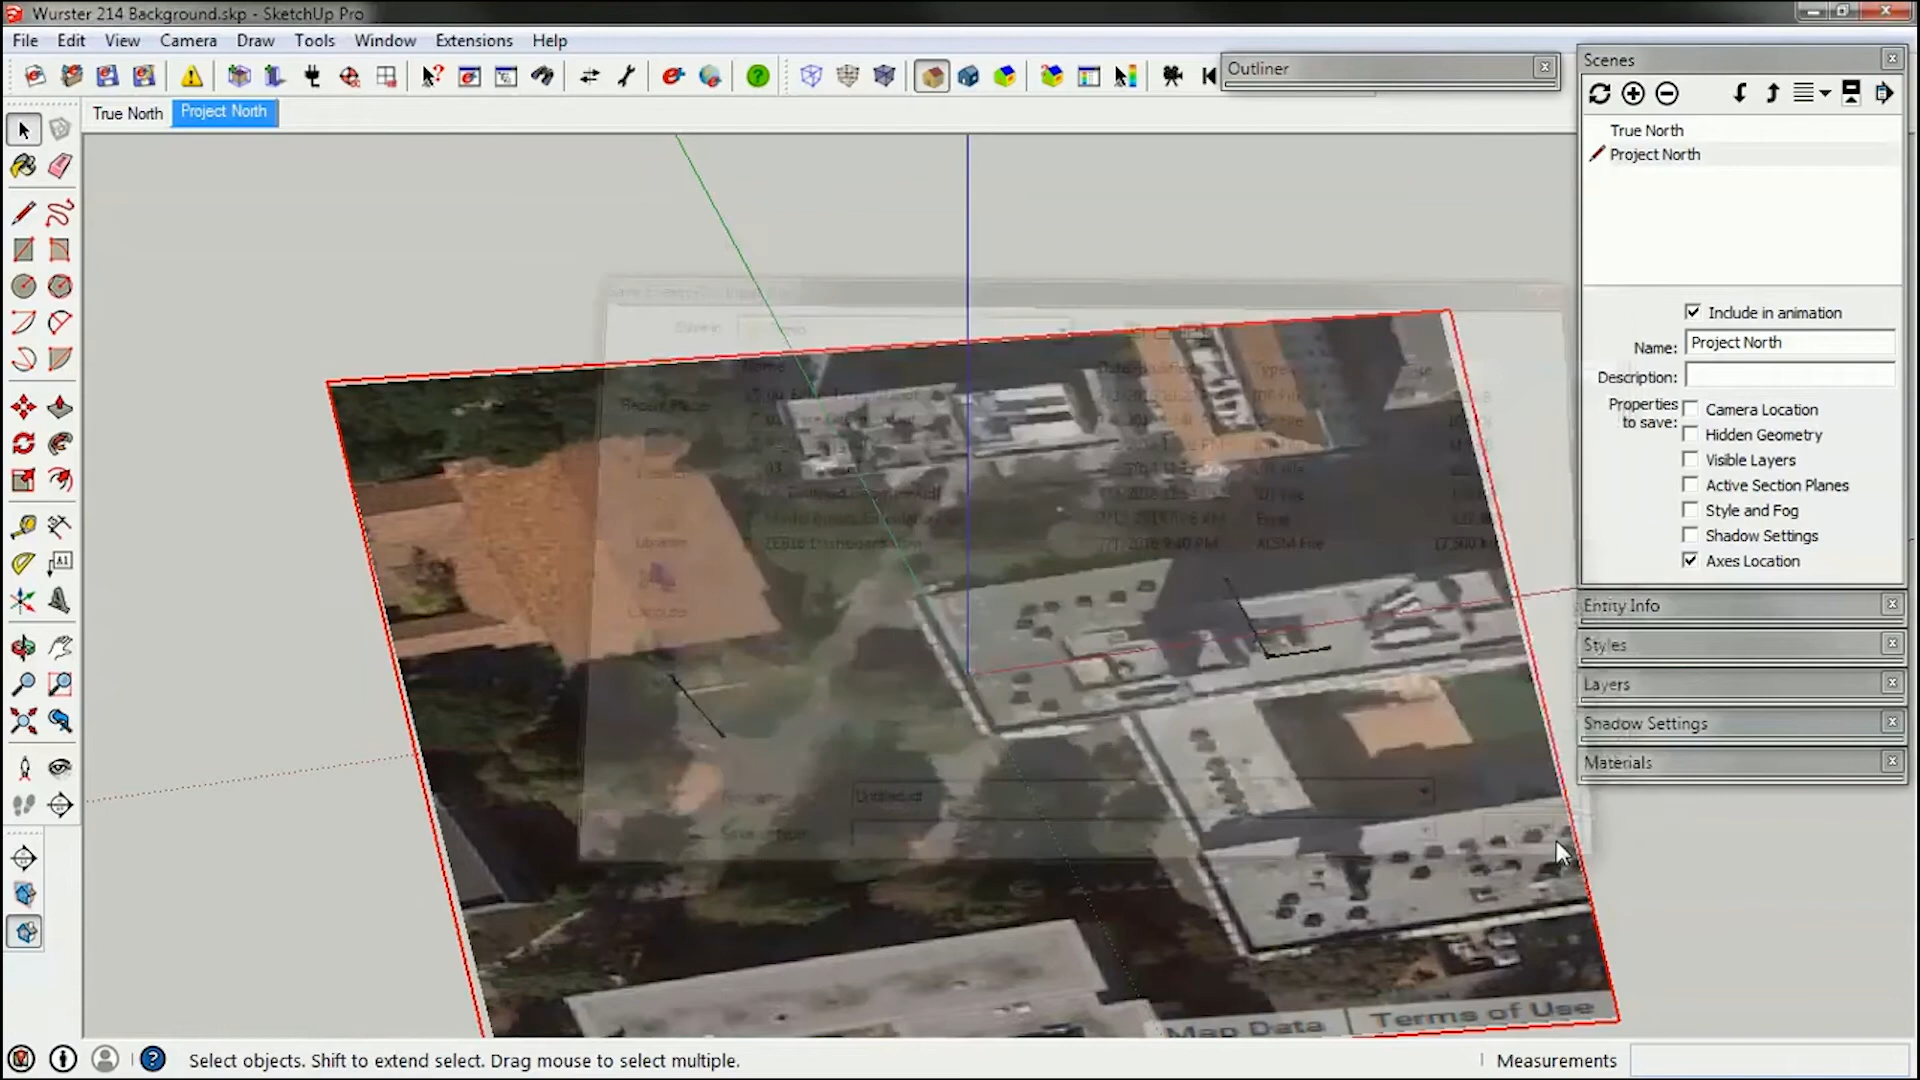 Wurster 214 Background.skp - SketchUp Pro
File Edit View Camera Draw Tools Window Extensions Help
Outliner
Scenes
True North Project North
True North
Project North
Include in animation
Name: Project North
Description:
Properties to save:
Camera Location
Hidden Geometry
Visible Layers
Active Section Planes
Style and Fog
Shadow Settings
Axes Location
Entity Info
Styles
Layers
Shadow Settings
Materials
Map Data Terms of Use
Select objects. Shift to extend select. Drag mouse to select multiple.
Measurements